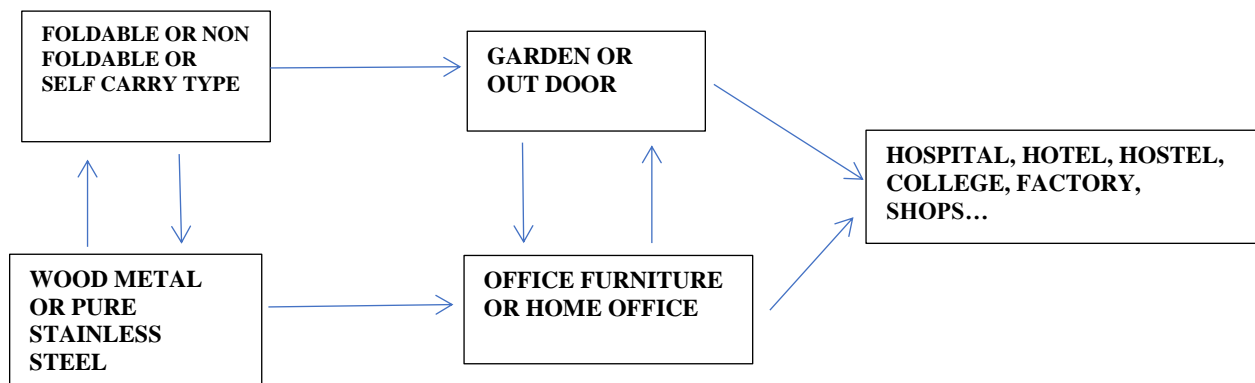 FOLDABLE OR NON
FOLDABLE OR
SELF CARRY TYPE
GARDEN OR
OUT DOOR
HOSPITAL, HOTEL, HOSTEL,
COLLEGE, FACTORY,
SHOPS…
WOOD METAL
OR PURE
STAINLESS
STEEL
OFFICE FURNITURE
OR HOME OFFICE